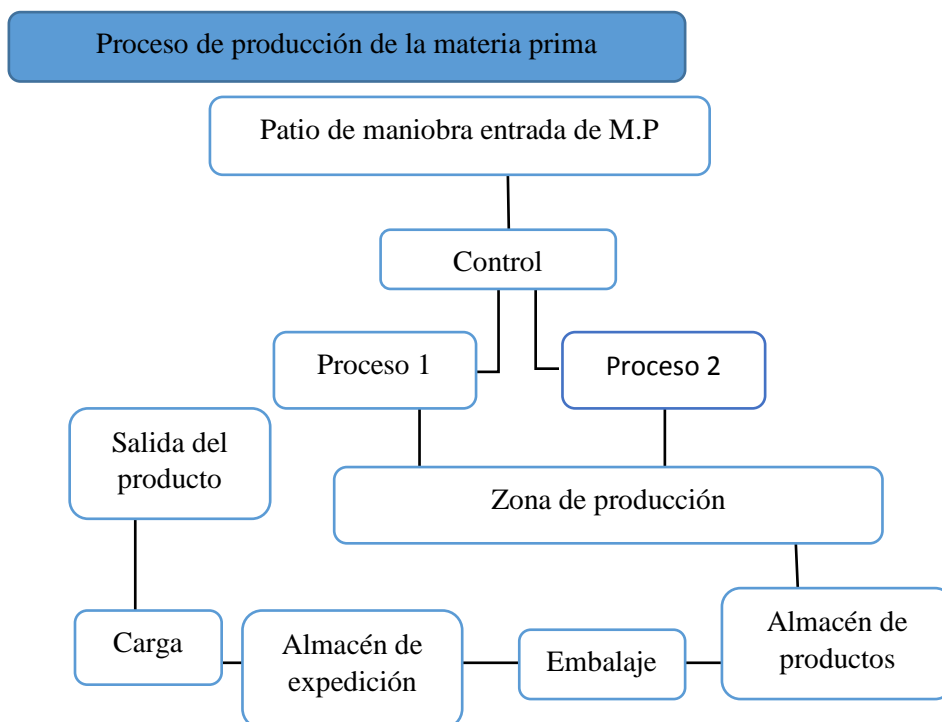 Proceso de producción de la materia prima
Patio de maniobra entrada de M.P
Control
Proceso 1
Proceso 2
Salida del
producto
Zona de producción
Carga
Almacén de
expedición
Embalaje
Almacén de
productos